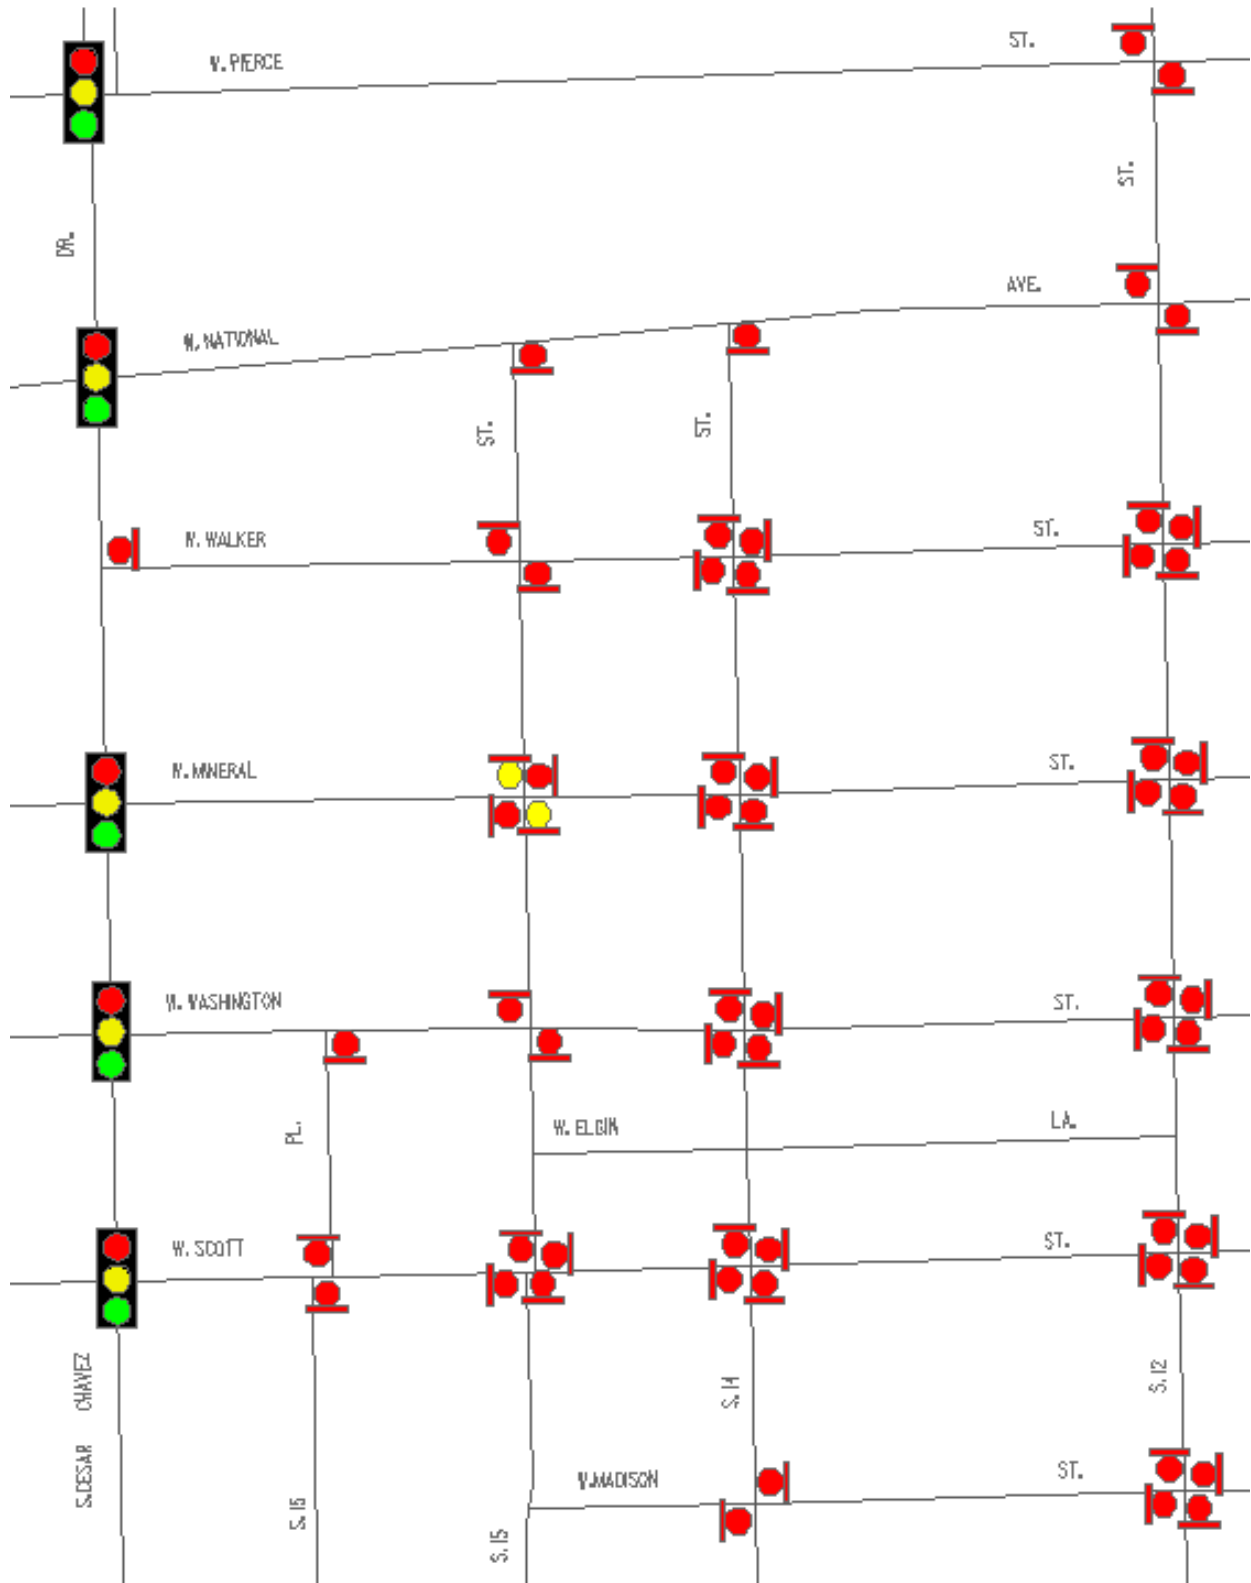 W. PIERCE ST.
ST.
DR.
W. NATIONAL AVE.
ST.
ST.
W. WALKER ST.
W. MINERAL ST.
W. WASHINGTON ST.
PL.
W. ELGIN LA.
W. SCOTT ST.
S. CESAR CHAVEZ
S. 14
S. 12
W. MADISON ST.
S. 15
S. 15